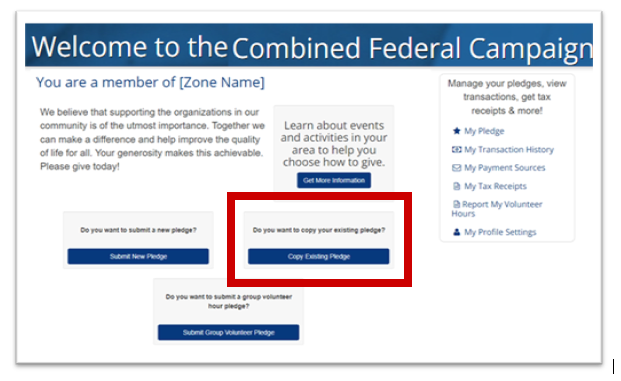 Welcome to the Combined Federal Campaign
You are a member of [Zone Name]
We believe that supporting the organizations in our
community is of the utmost importance. Together we
can make a difference and help improve the quality
of life for all. Your generosity makes this achievable.
Please give today!
Learn about events
and activities in your
area to help you
choose how to give.
Get More Information
Manage your pledges, view
transactions, get tax
receipts & more!
My Pledge
My Transaction History
My Payment Sources
My Tax Receipts
Report My Volunteer
Hours
My Profile Settings
Do you want to submit a new pledge?
Submit New Pledge
Do you want to copy your existing pledge?
Copy Existing Pledge
Do you want to submit a group volunteer
hour pledge?
Submit Group Volunteer Pledge